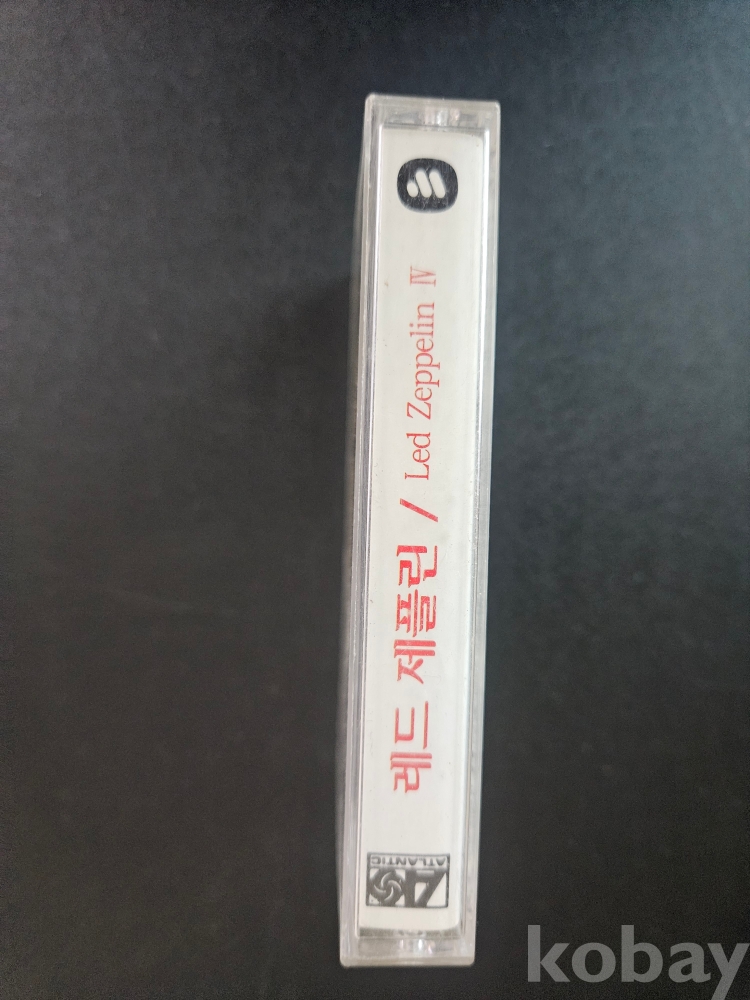 레드 제플린 / Led Zeppelin Ⅳ
ATLANTIC
kobay